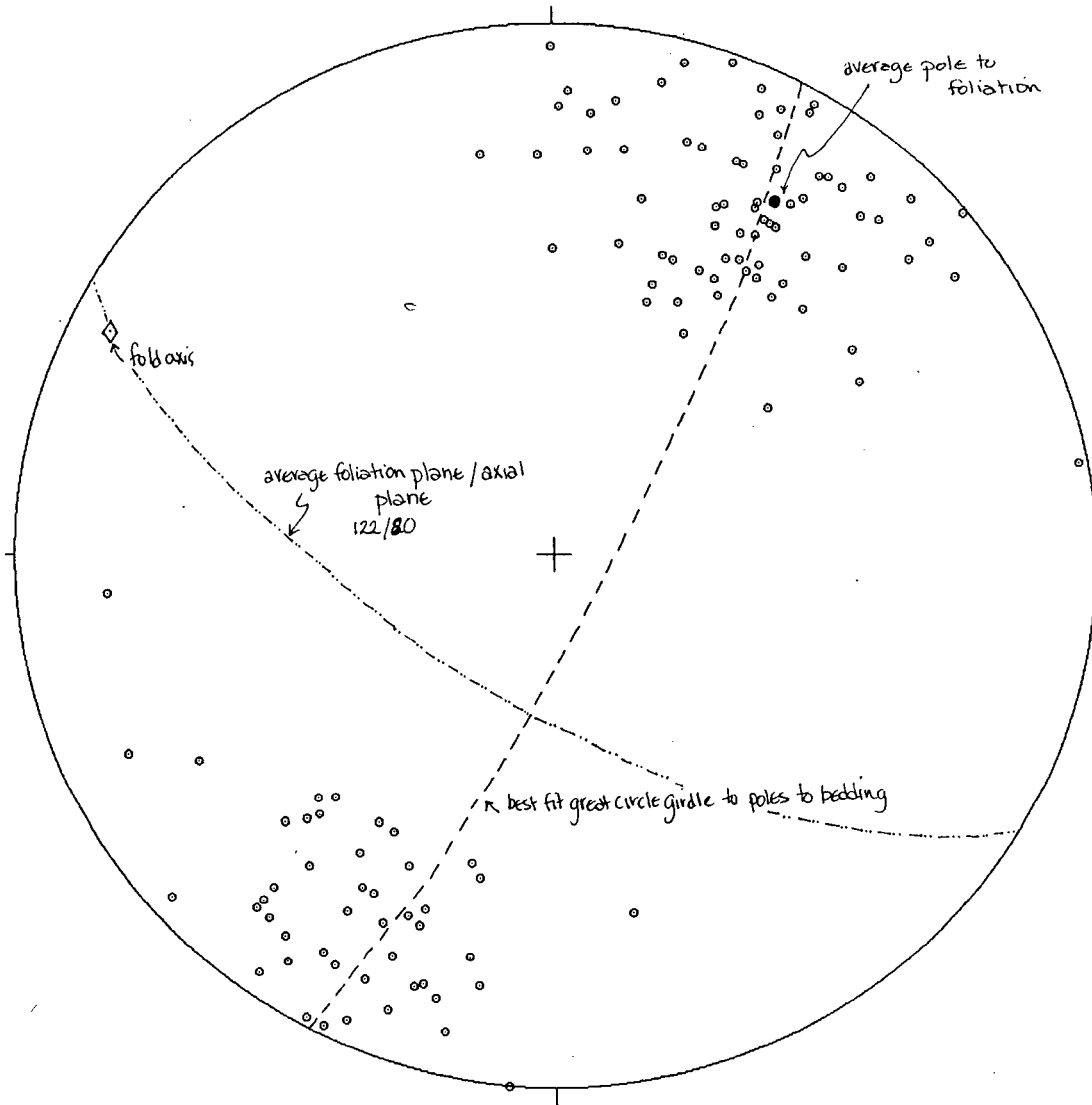 average pole to
foliation
fold axis
average foliation plane / axial
plane
122/80
best fit great circle girdle to poles to bedding